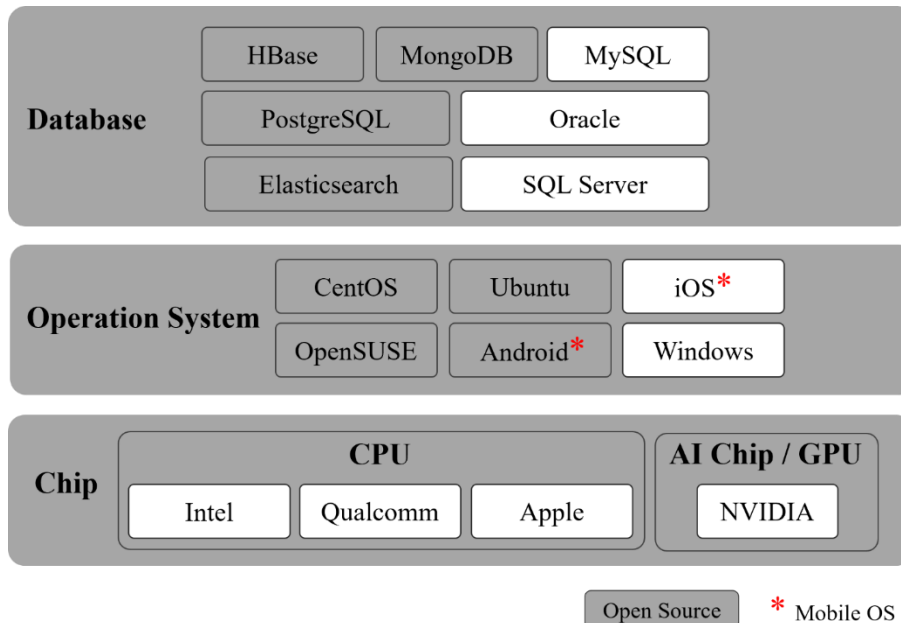 HBase MongoDB MySQL
Database PostgreSQL Oracle
Elasticsearch SQL Server
CentOS Ubuntu iOS*
Operation System
OpenSUSE Android* Windows
CPU AI Chip / GPU
Chip
Intel Qualcomm Apple NVIDIA
Open Source * Mobile OS